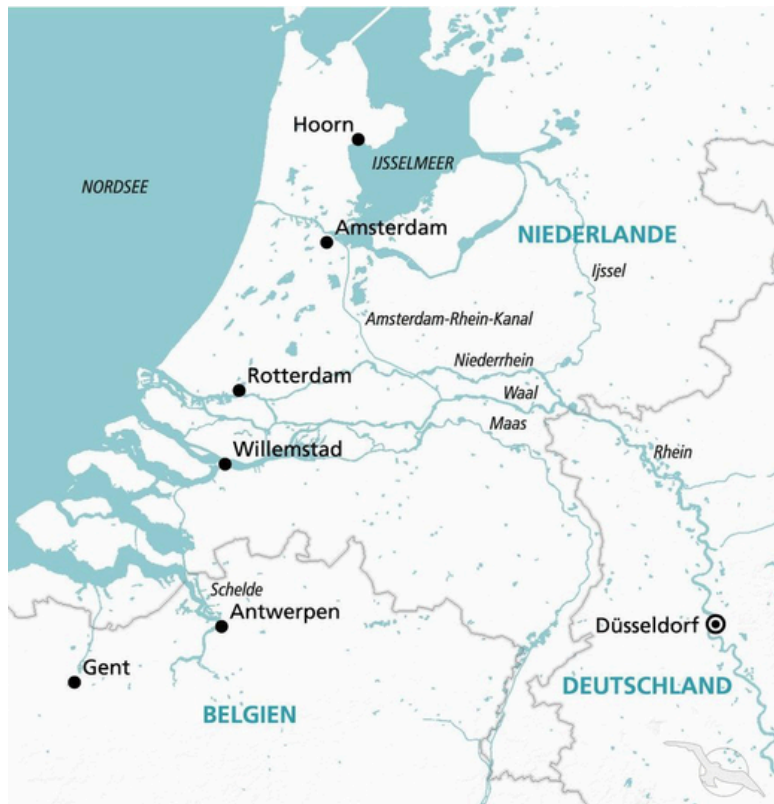 Hoorn
IJSSELMEER
NORDSEE
Amsterdam
NIEDERLANDE
Ijssel
Amsterdam-Rhein-Kanal
Niederrhein
Rotterdam
Waal
Maas
Willemstad
Rhein
Schelde
Antwerpen
Düsseldorf
Gent
DEUTSCHLAND
BELGIEN